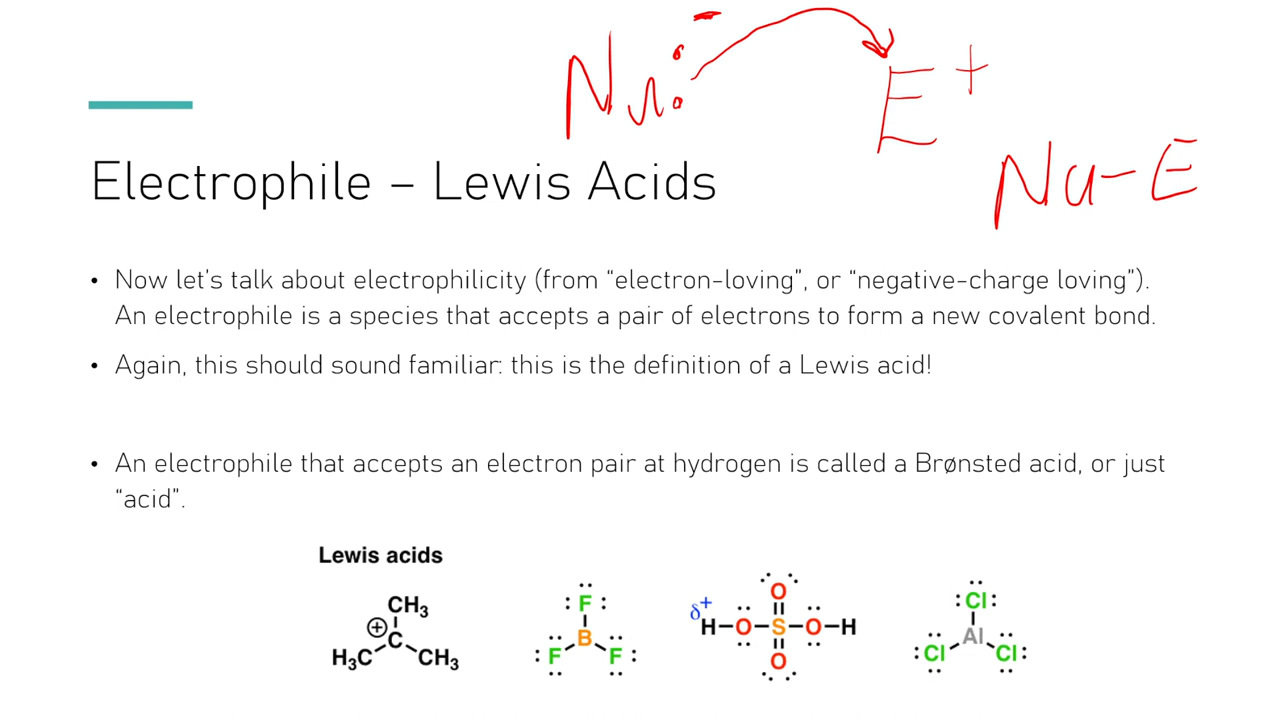 Nu:⁻ E⁺
Nu–E
Electrophile – Lewis Acids
• Now let's talk about electrophilicity (from “electron-loving”, or “negative-charge loving”).
An electrophile is a species that accepts a pair of electrons to form a new covalent bond.
• Again, this should sound familiar: this is the definition of a Lewis acid!
• An electrophile that accepts an electron pair at hydrogen is called a Brønsted acid, or just
“acid”.
Lewis acids
CH₃
⊕
C
H₃C CH₃
:F:
B
:F F:
O
δ⁺
H–O–S–O–H
O
:Cl:
Al
:Cl Cl: